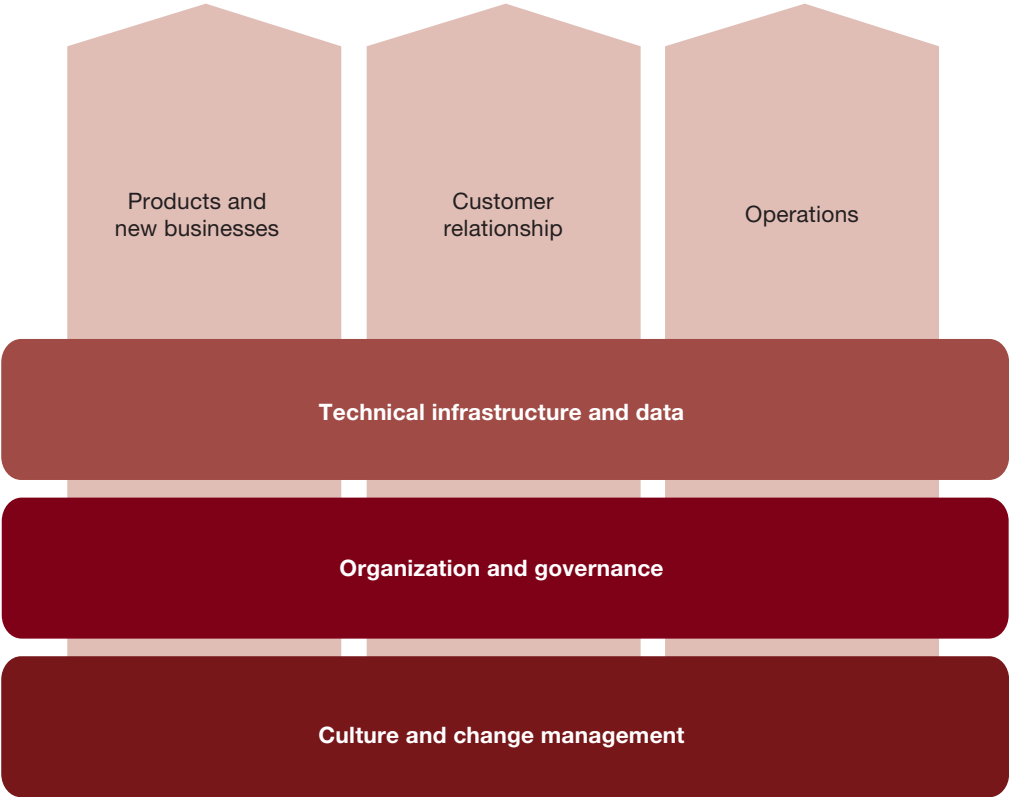 Products and
new businesses
Customer
relationship
Operations
Technical infrastructure and data
Organization and governance
Culture and change management